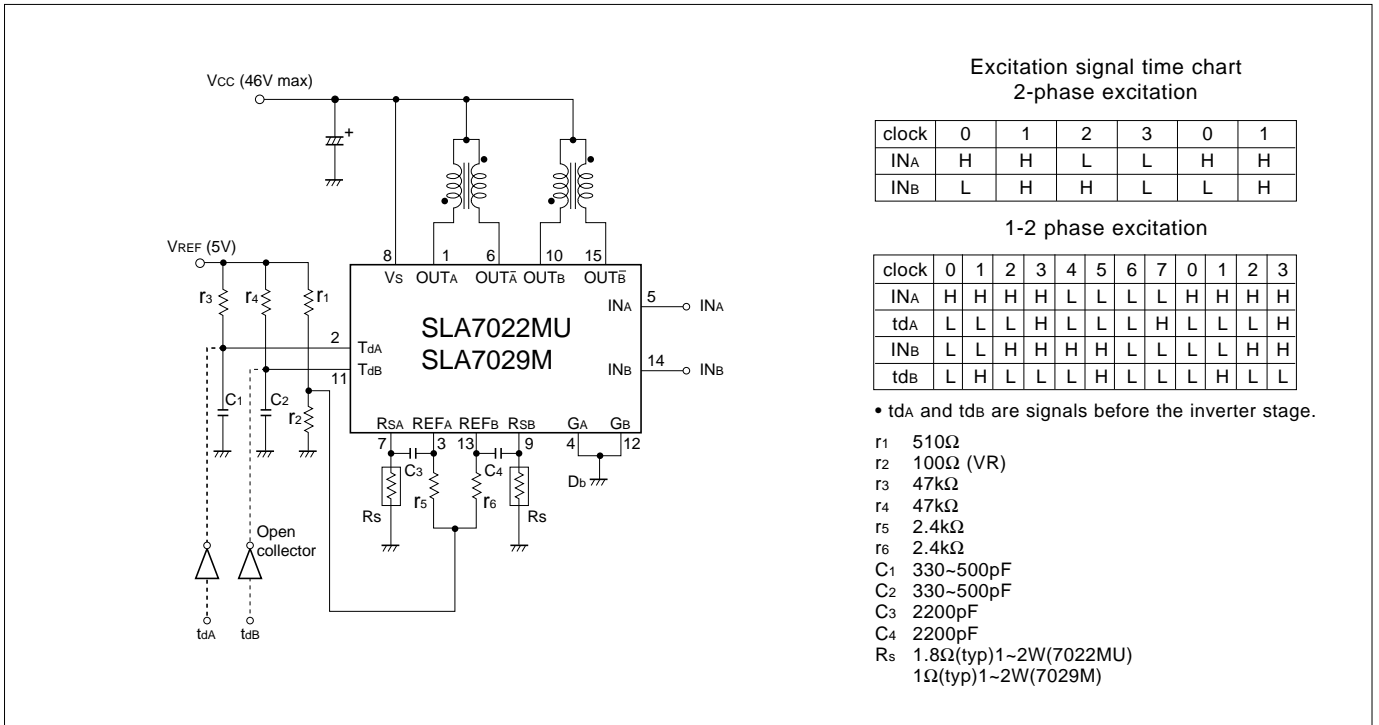 Vcc (46V max)
+
VREF (5V)
r3
r4
r1
8
1
6
10
15
Vs
OUTA
OUTĀ
OUTB
OUTB̄
5
INA
INA
SLA7022MU
SLA7029M
2
TdA
11
TdB
14
INB
INB
C1
C2
r2
RSA
REFA
REFB
RSB
GA
GB
7
3
13
9
4
12
C3
C4
Db
r5
r6
Rs
Rs
Open
collector
tdA
tdB
Excitation signal time chart
2-phase excitation
clock 0 1 2 3 0 1
INA H H L L H H
INB L H H L L H
1-2 phase excitation
clock 0 1 2 3 4 5 6 7 0 1 2 3
INA H H H H L L L L H H H H
tdA L L L H L L L H L L L H
INB L L H H H H L L L L H H
tdB L H L L L H L L L H L L
• tdA and tdB are signals before the inverter stage.
r1 510Ω
r2 100Ω (VR)
r3 47kΩ
r4 47kΩ
r5 2.4kΩ
r6 2.4kΩ
C1 330~500pF
C2 330~500pF
C3 2200pF
C4 2200pF
Rs 1.8Ω(typ)1~2W(7022MU)
1Ω(typ)1~2W(7029M)